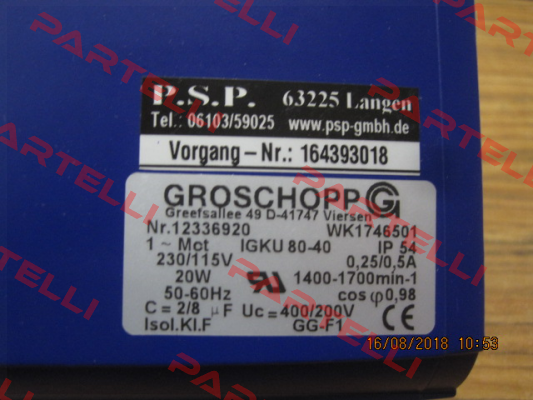 P.S.P. 63225 Langen
Tel.: 06103/59025 www.psp-gmbh.de
Vorgang – Nr.: 164393018
GROSCHOPP G
Greefsallee 49 D-41747 Viersen
Nr.12336920 WK1746501
1 ~ Mot IGKU 80-40 IP 54
230/115V 0,25/0,5A
20W 1400-1700min-1
50-60Hz cos φ0,98
C = 2/8 µF Uc = 400/200V
Isol.Kl.F GG-F1
16/08/2018 10:53
PARTELLI
PARTELLI
PARTELLI
PARTELLI
PARTELLI
PARTELLI